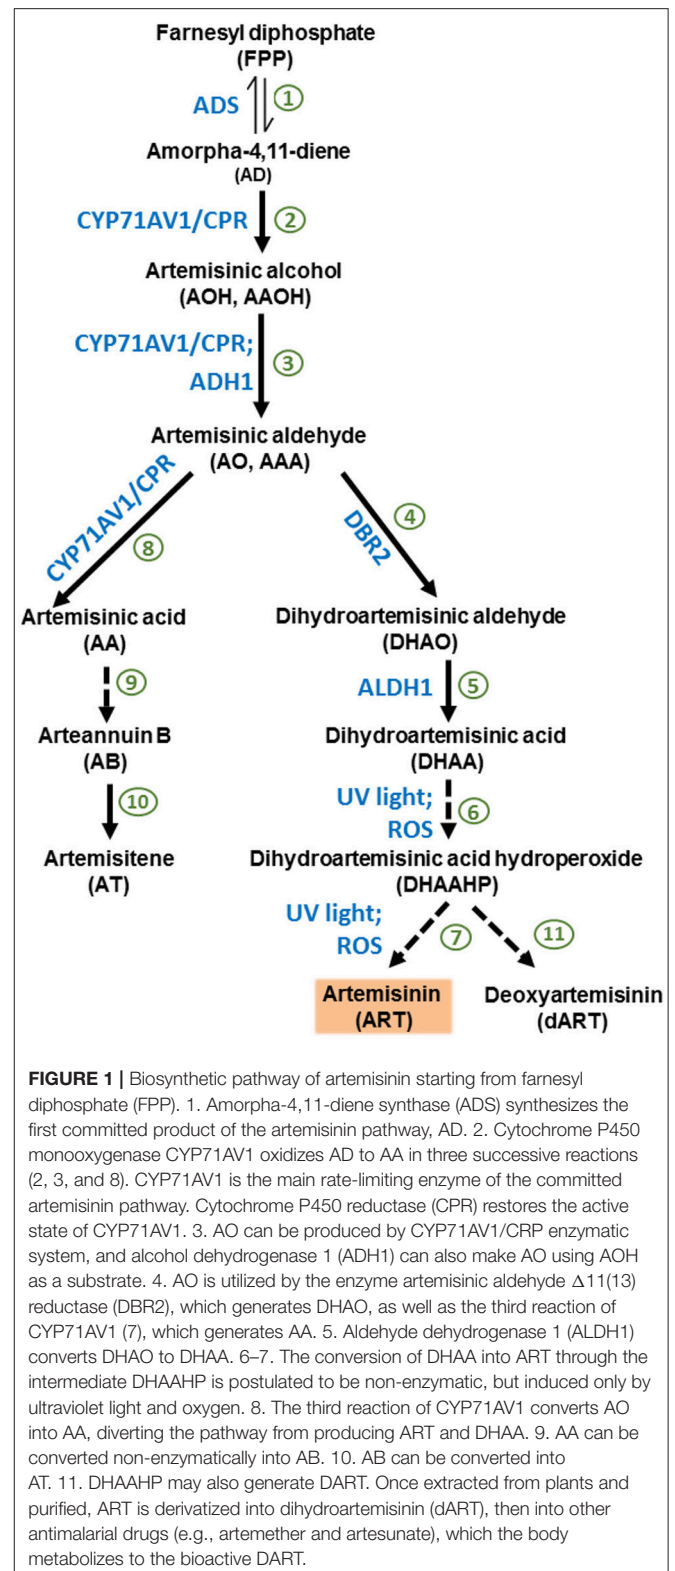 Farnesyl diphosphate
(FPP)
ADS ①
Amorpha-4,11-diene
(AD)
CYP71AV1/CPR ②
Artemisinic alcohol
(AOH, AAOH)
CYP71AV1/CPR;
③
ADH1
Artemisinic aldehyde
(AO, AAA)
CYP71AV1/CPR
⑧
④
DBR2
Artemisinic acid
(AA)
Dihydroartemisinic aldehyde
(DHAO)
⑨
ALDH1 ⑤
Arteannuin B
(AB)
Dihydroartemisinic acid
(DHAA)
⑩
UV light;
ROS
⑥
Artemisitene
(AT)
Dihydroartemisinic acid hydroperoxide
(DHAAHP)
UV light;
ROS
⑦
⑪
Artemisinin
(ART)
Deoxyartemisinin
(dART)
FIGURE 1 | Biosynthetic pathway of artemisinin starting from farnesyl
diphosphate (FPP). 1. Amorpha-4,11-diene synthase (ADS) synthesizes the
first committed product of the artemisinin pathway, AD. 2. Cytochrome P450
monooxygenase CYP71AV1 oxidizes AD to AA in three successive reactions
(2, 3, and 8). CYP71AV1 is the main rate-limiting enzyme of the committed
artemisinin pathway. Cytochrome P450 reductase (CPR) restores the active
state of CYP71AV1. 3. AO can be produced by CYP71AV1/CRP enzymatic
system, and alcohol dehydrogenase 1 (ADH1) can also make AO using AOH
as a substrate. 4. AO is utilized by the enzyme artemisinic aldehyde Δ11(13)
reductase (DBR2), which generates DHAO, as well as the third reaction of
CYP71AV1 (7), which generates AA. 5. Aldehyde dehydrogenase 1 (ALDH1)
converts DHAO to DHAA. 6–7. The conversion of DHAA into ART through the
intermediate DHAAHP is postulated to be non-enzymatic, but induced only by
ultraviolet light and oxygen. 8. The third reaction of CYP71AV1 converts AO
into AA, diverting the pathway from producing ART and DHAA. 9. AA can be
converted non-enzymatically into AB. 10. AB can be converted into
AT. 11. DHAAHP may also generate DART. Once extracted from plants and
purified, ART is derivatized into dihydroartemisinin (dART), then into other
antimalarial drugs (e.g., artemether and artesunate), which the body
metabolizes to the bioactive DART.